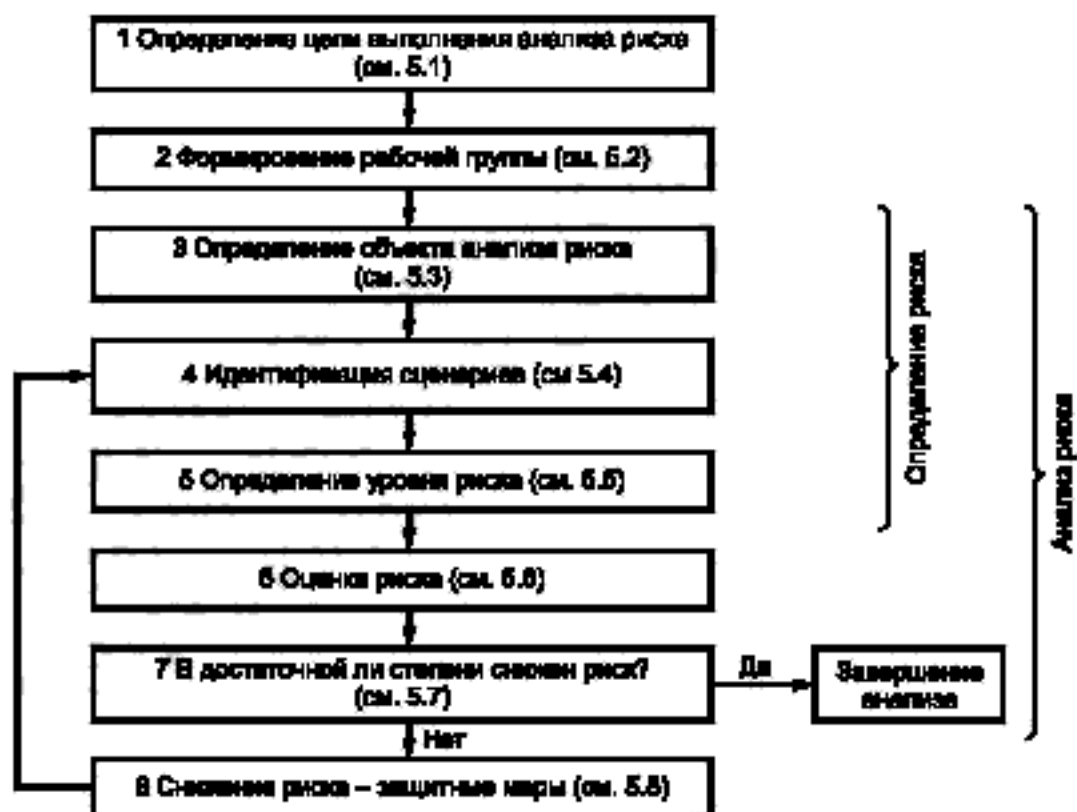 1 Определение цели выполнения анализа риска
(см. 5.1)
2 Формирование рабочей группы (см. 5.2)
3 Определение объекта анализа риска
(см. 5.3)
4 Идентификация сценариев (см 5.4)
5 Определение уровня риска (см. 5.5)
6 Оценка риска (см. 5.6)
7 В достаточной ли степени снижен риск?
(см. 5.7)
Да
Завершение
анализа
Нет
8 Снижение риска – защитные меры (см. 5.8)
Определение риска
Анализ риска